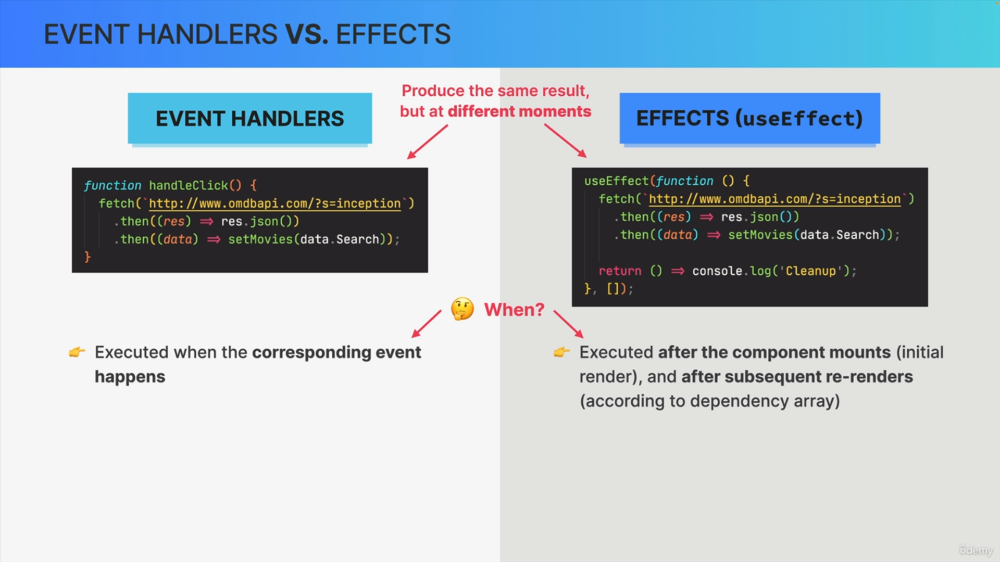 EVENT HANDLERS VS. EFFECTS
Produce the same result,
but at different moments
EVENT HANDLERS
function handleClick() {
fetch(`http://www.omdbapi.com/?s=inception`)
.then((res) => res.json())
.then((data) => setMovies(data.Search));
}
EFFECTS (useEffect)
useEffect(function () {
fetch(`http://www.omdbapi.com/?s=inception`)
.then((res) => res.json())
.then((data) => setMovies(data.Search));
return () => console.log('Cleanup');
}, []);
🤔 When?
👉 Executed when the corresponding event
happens
👉 Executed after the component mounts (initial
render), and after subsequent re-renders
(according to dependency array)
ûdemy